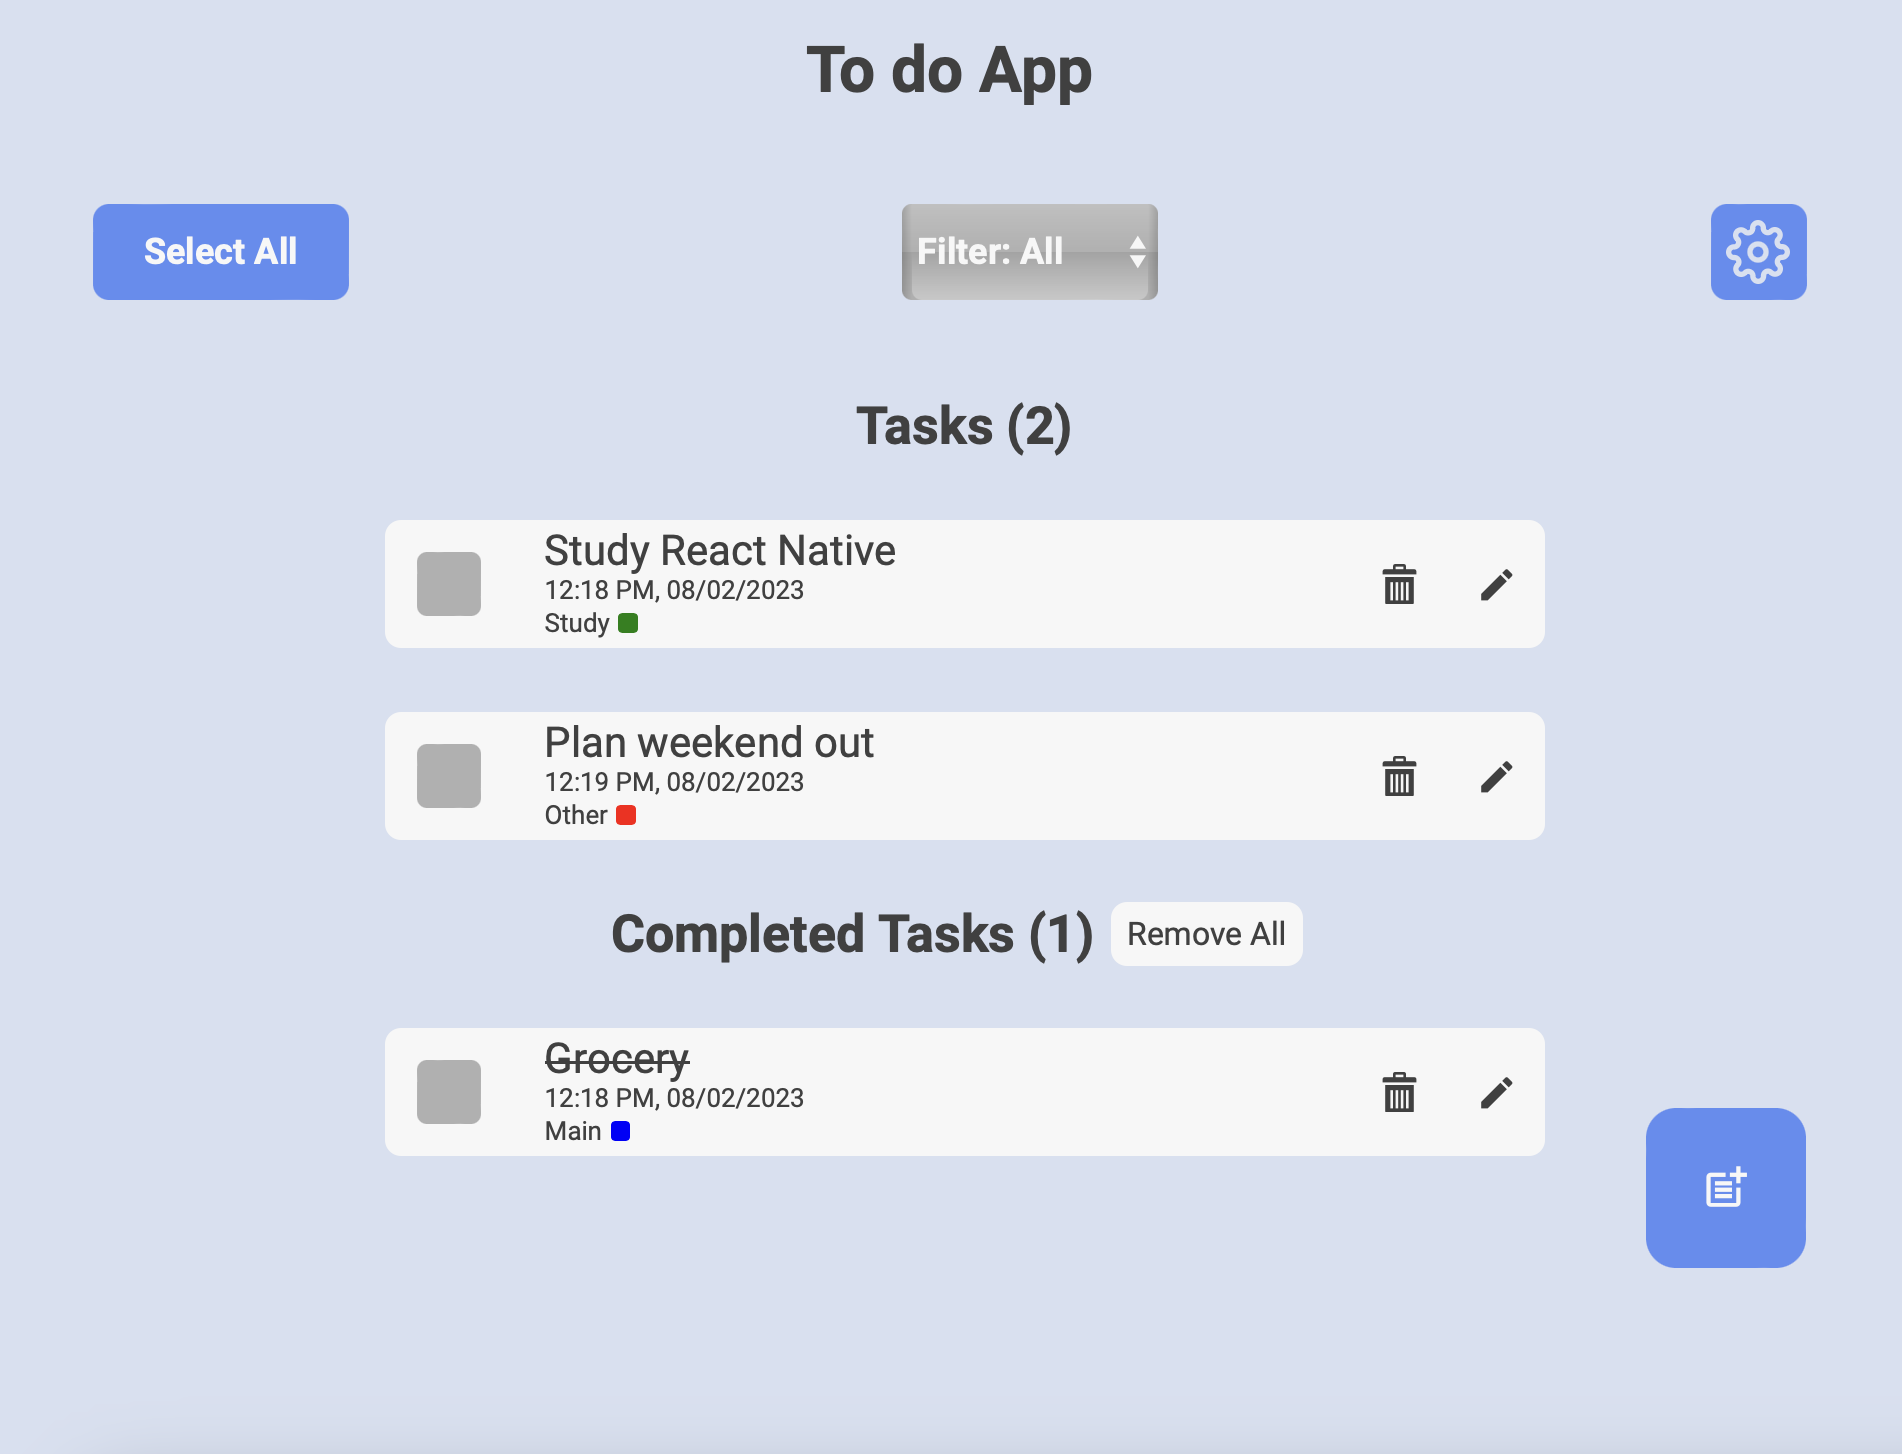 To do App
Select All
Filter: All
Tasks (2)
Study React Native
12:18 PM, 08/02/2023
Study
Plan weekend out
12:19 PM, 08/02/2023
Other
Completed Tasks (1)
Remove All
Grocery
12:18 PM, 08/02/2023
Main